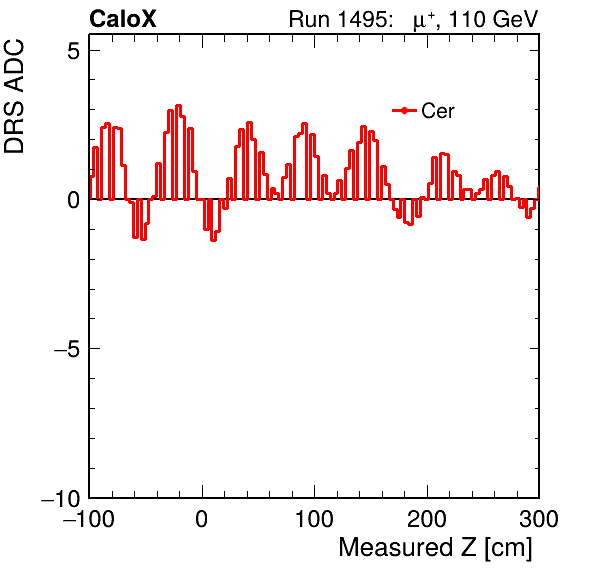 CaloX Run 1495: μ⁺, 110 GeV
DRS ADC
5
Cer
0
−5
−10
−100 0 100 200 300
Measured Z [cm]